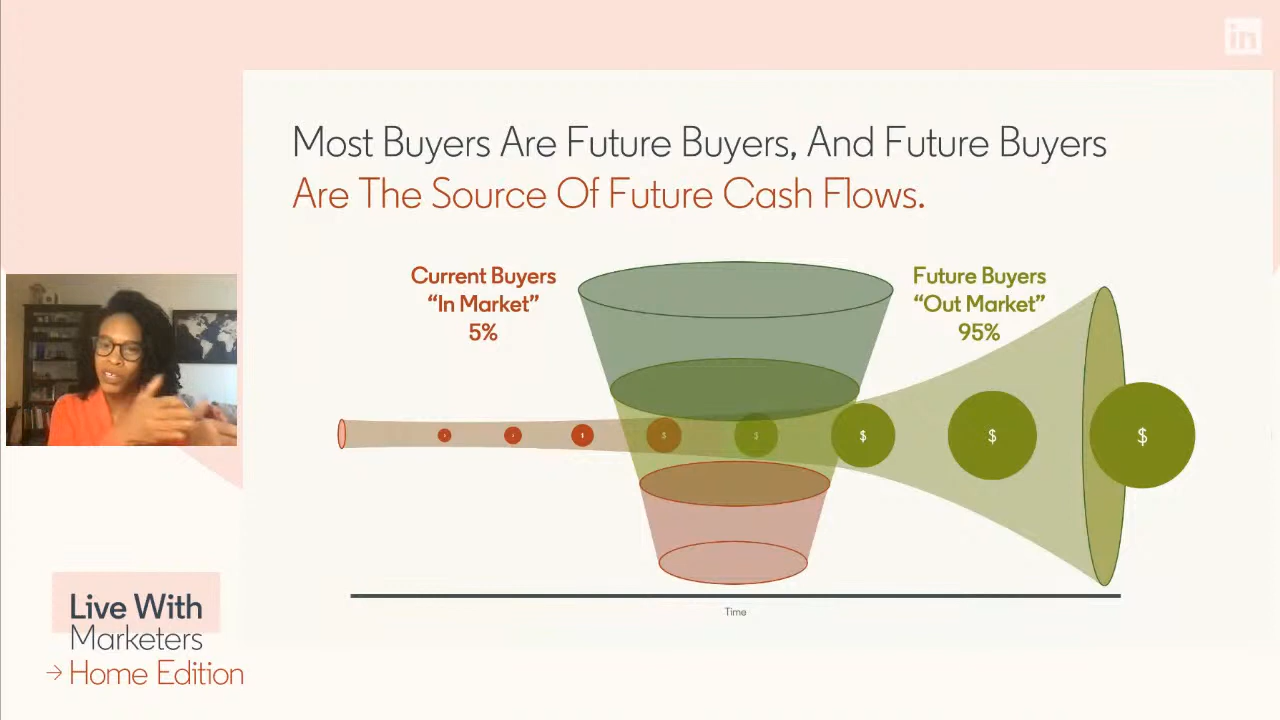 in
Most Buyers Are Future Buyers, And Future Buyers
Are The Source Of Future Cash Flows.
Current Buyers
“In Market”
5%
Future Buyers
“Out Market”
95%
$ $ $ $ $ $
Time
Live With
Marketers
→ Home Edition